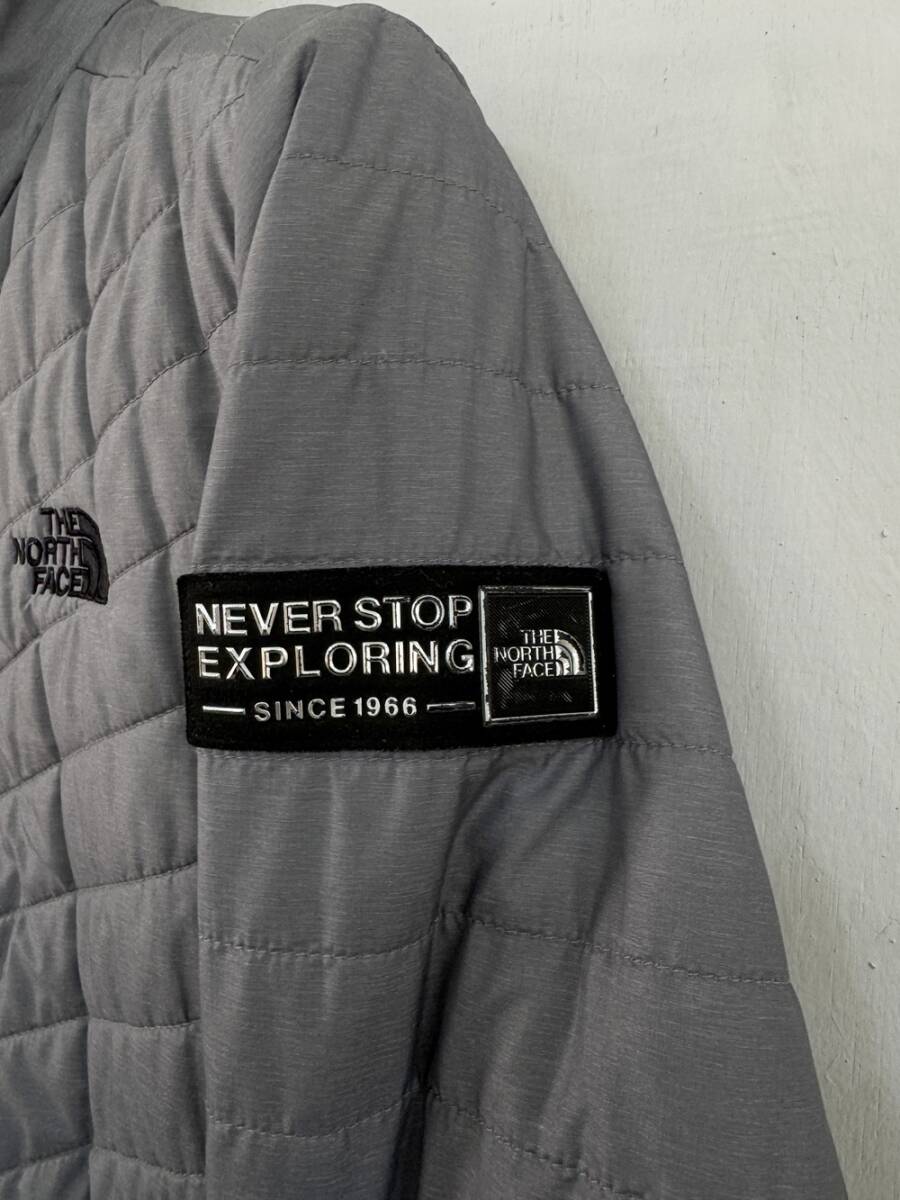 THE
NORTH
FACE
NEVER STOP
EXPLORING
SINCE 1966
THE
NORTH
FACE